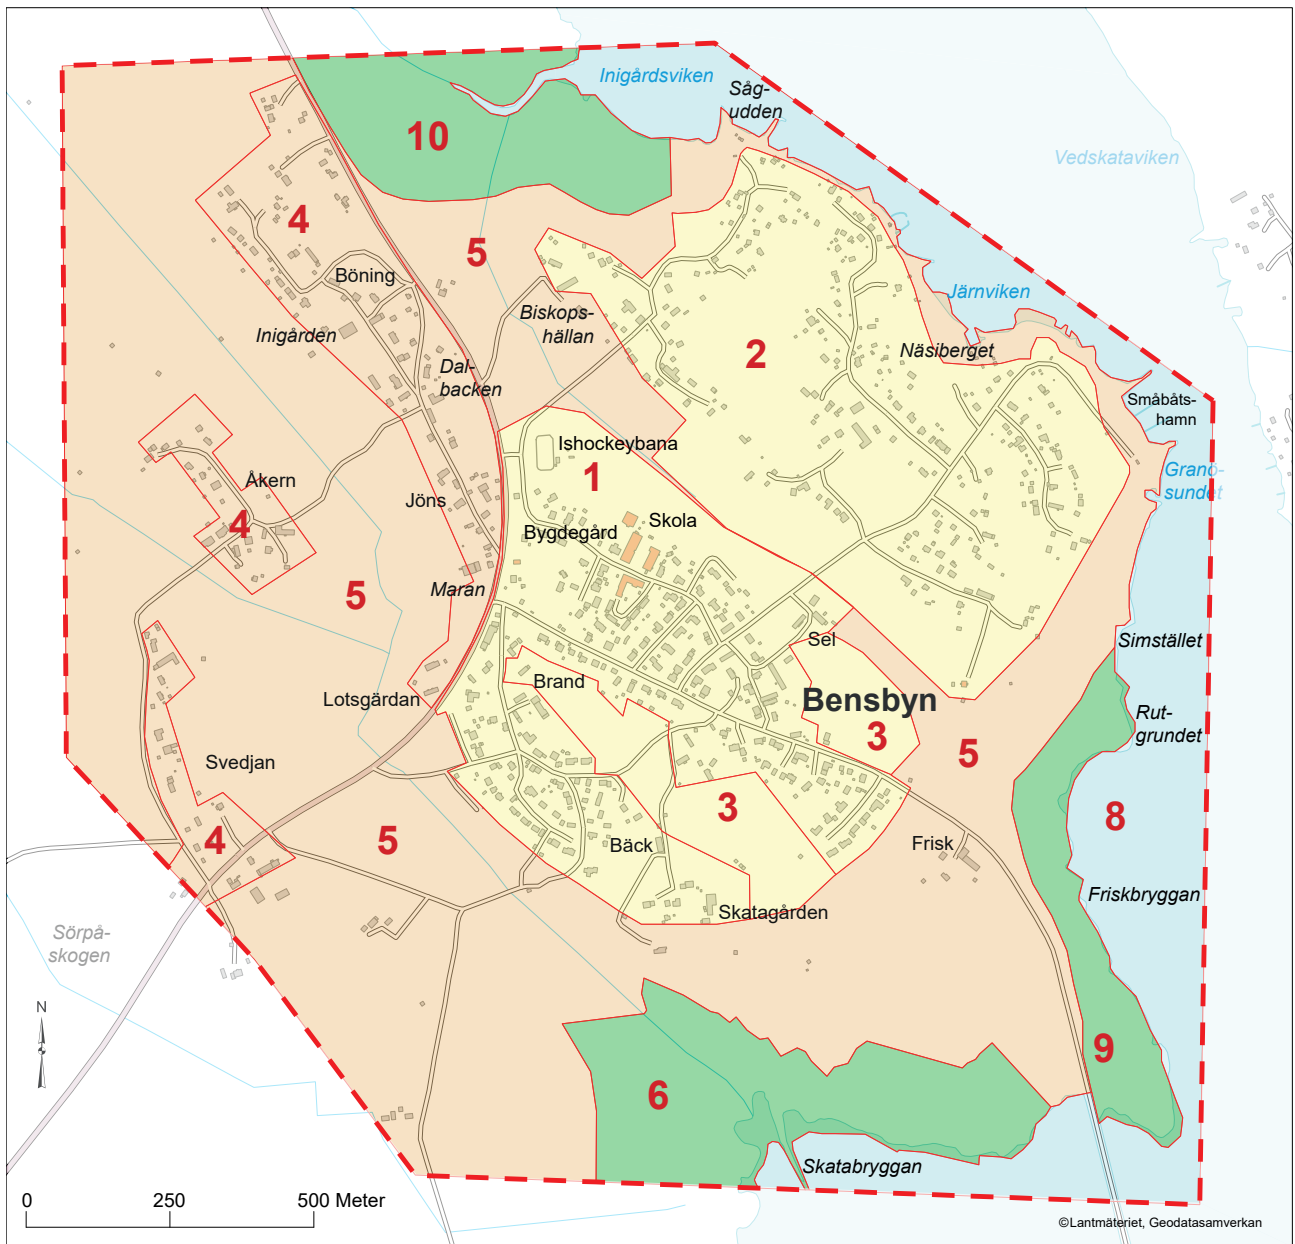 Inigårdsviken
Såg-
udden
10
Vedskataviken
4
5
Böning
Järnviken
Biskops-
hällan
Inigården
2
Näsiberget
Dal-
backen
Småbåts-
hamn
Ishockeybana
1
Grano-
sundet
Åkern
Jöns
4
Skola
Bygdegård
Maran
5
Sel
Simstället
Brand
Lotsgärdan
Bensbyn
3
Rut-
grundet
5
Svedjan
3
8
4
5
Bäck
Frisk
Friskbryggan
Skatagården
Sörpå-
skogen
N
9
6
Skatabryggan
0 250 500 Meter
©Lantmäteriet, Geodatasamverkan